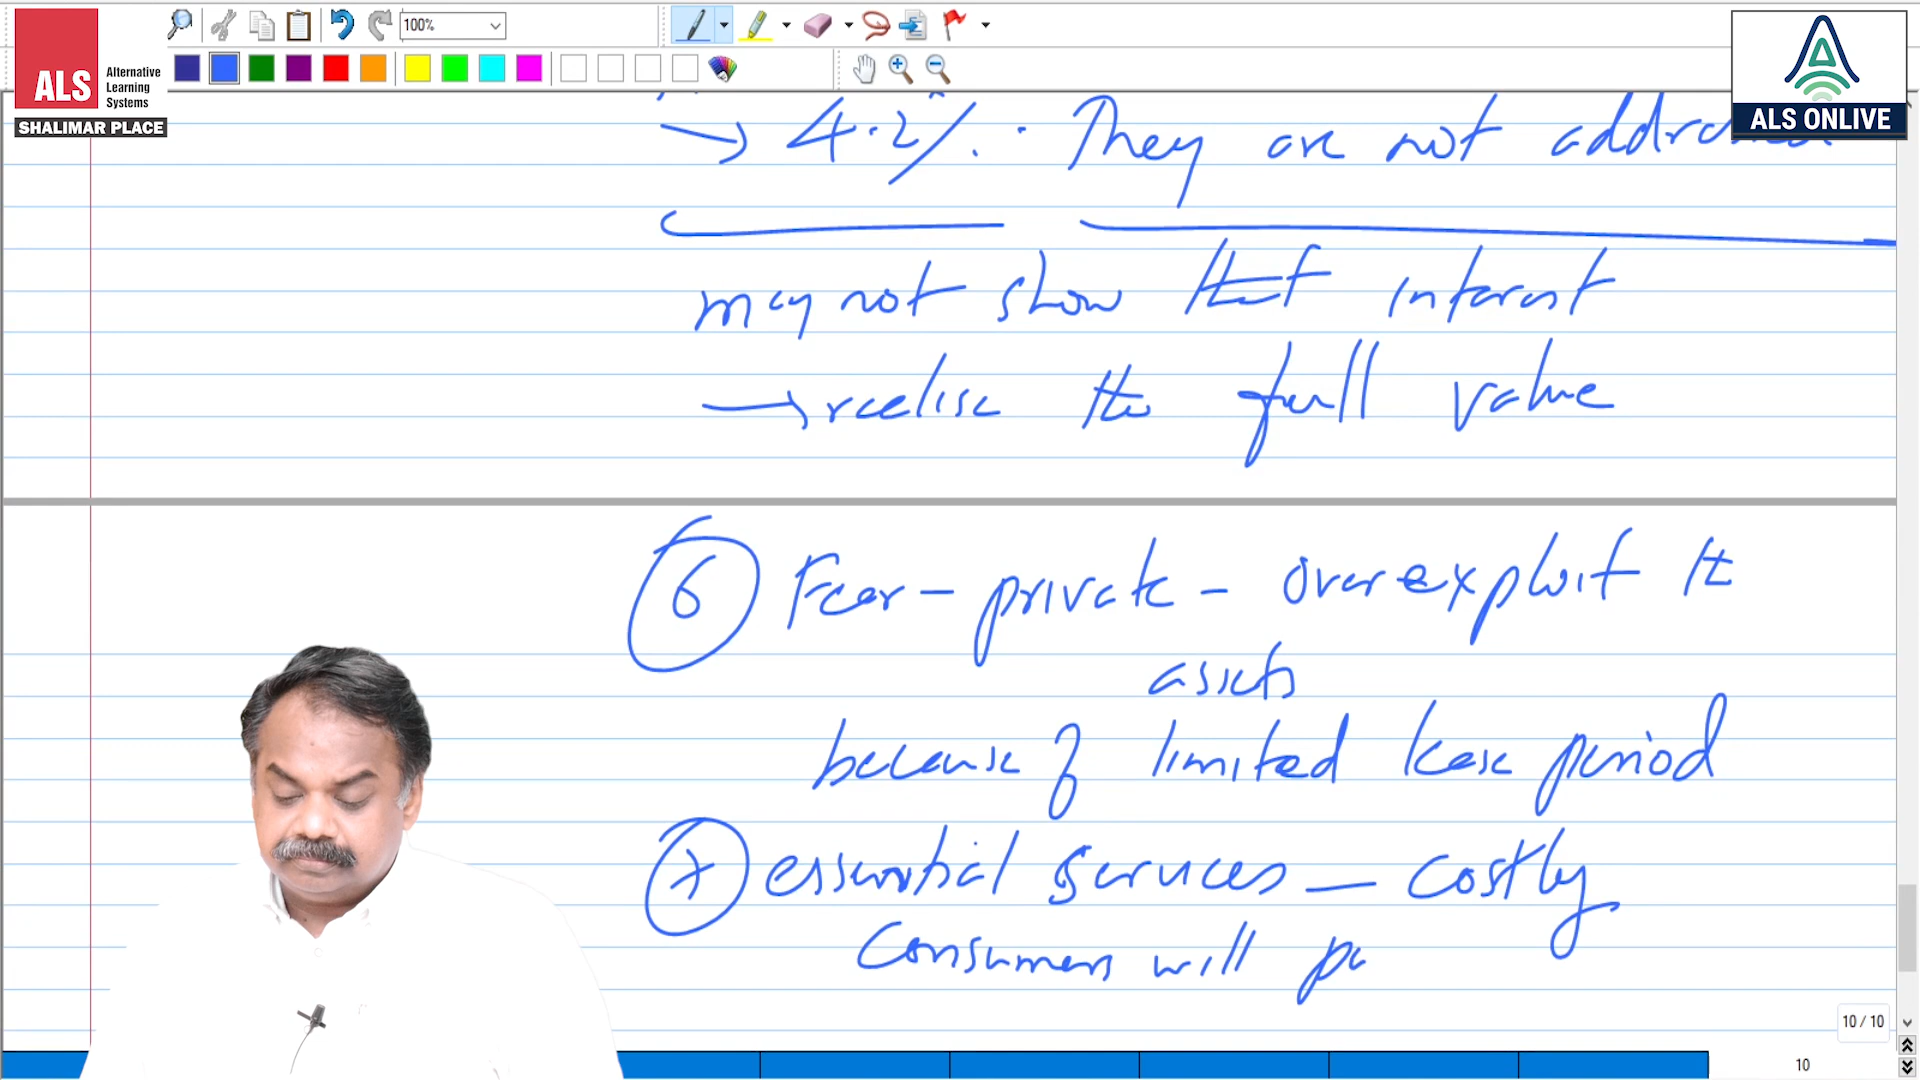 100%
ALS
Alternative
Learning
Systems
SHALIMAR PLACE
ALS ONLIVE
→ 4.2%. They are not
may not show that interest
→ realise the full value
6 Fear - private - over exploit the
assets
because of limited lease period
7 essential services - costly
consumers will pa
10 / 10
10